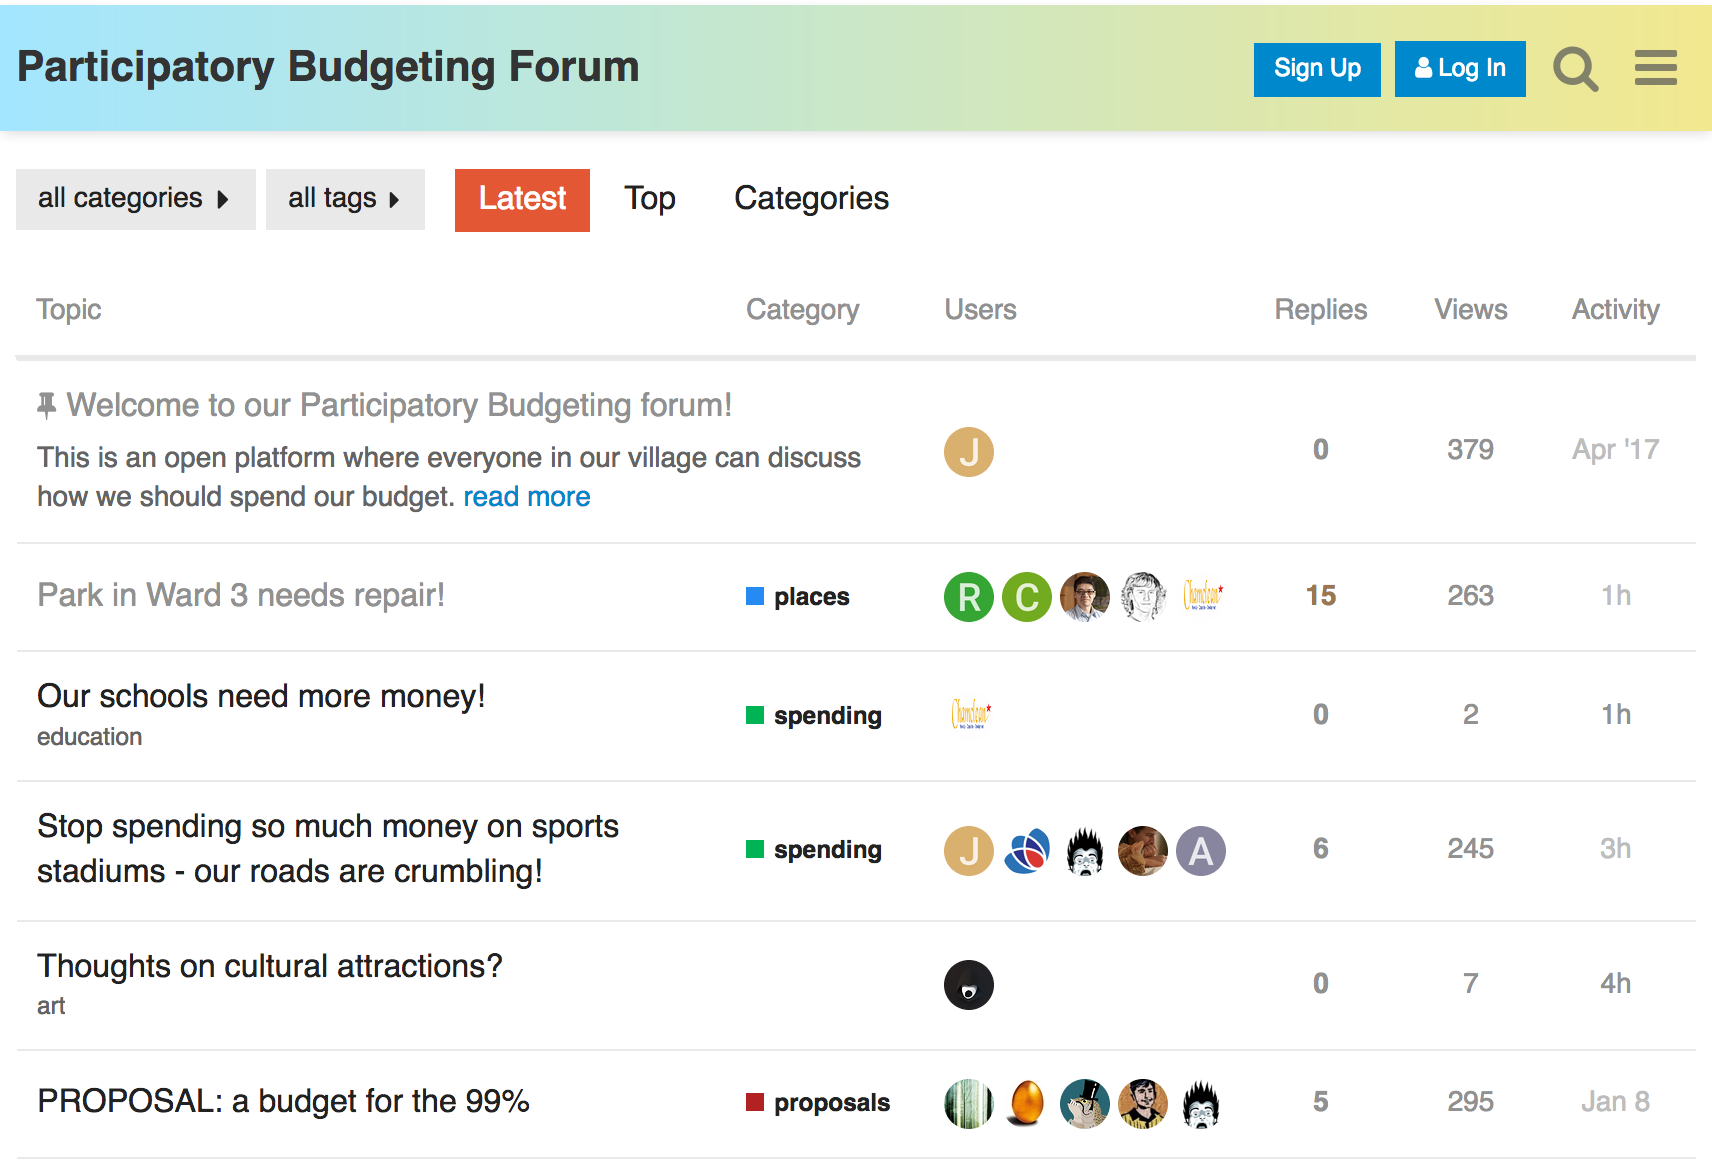 Participatory Budgeting Forum
Sign Up
Log In
all categories
all tags
Latest
Top
Categories
Topic
Category
Users
Replies
Views
Activity
Welcome to our Participatory Budgeting forum!
This is an open platform where everyone in our village can discuss
how we should spend our budget. read more
J
0
379
Apr '17
Park in Ward 3 needs repair!
places
R
C
15
263
1h
Our schools need more money!
education
spending
0
2
1h
Stop spending so much money on sports
stadiums - our roads are crumbling!
spending
J
A
6
245
3h
Thoughts on cultural attractions?
art
0
7
4h
PROPOSAL: a budget for the 99%
proposals
5
295
Jan 8